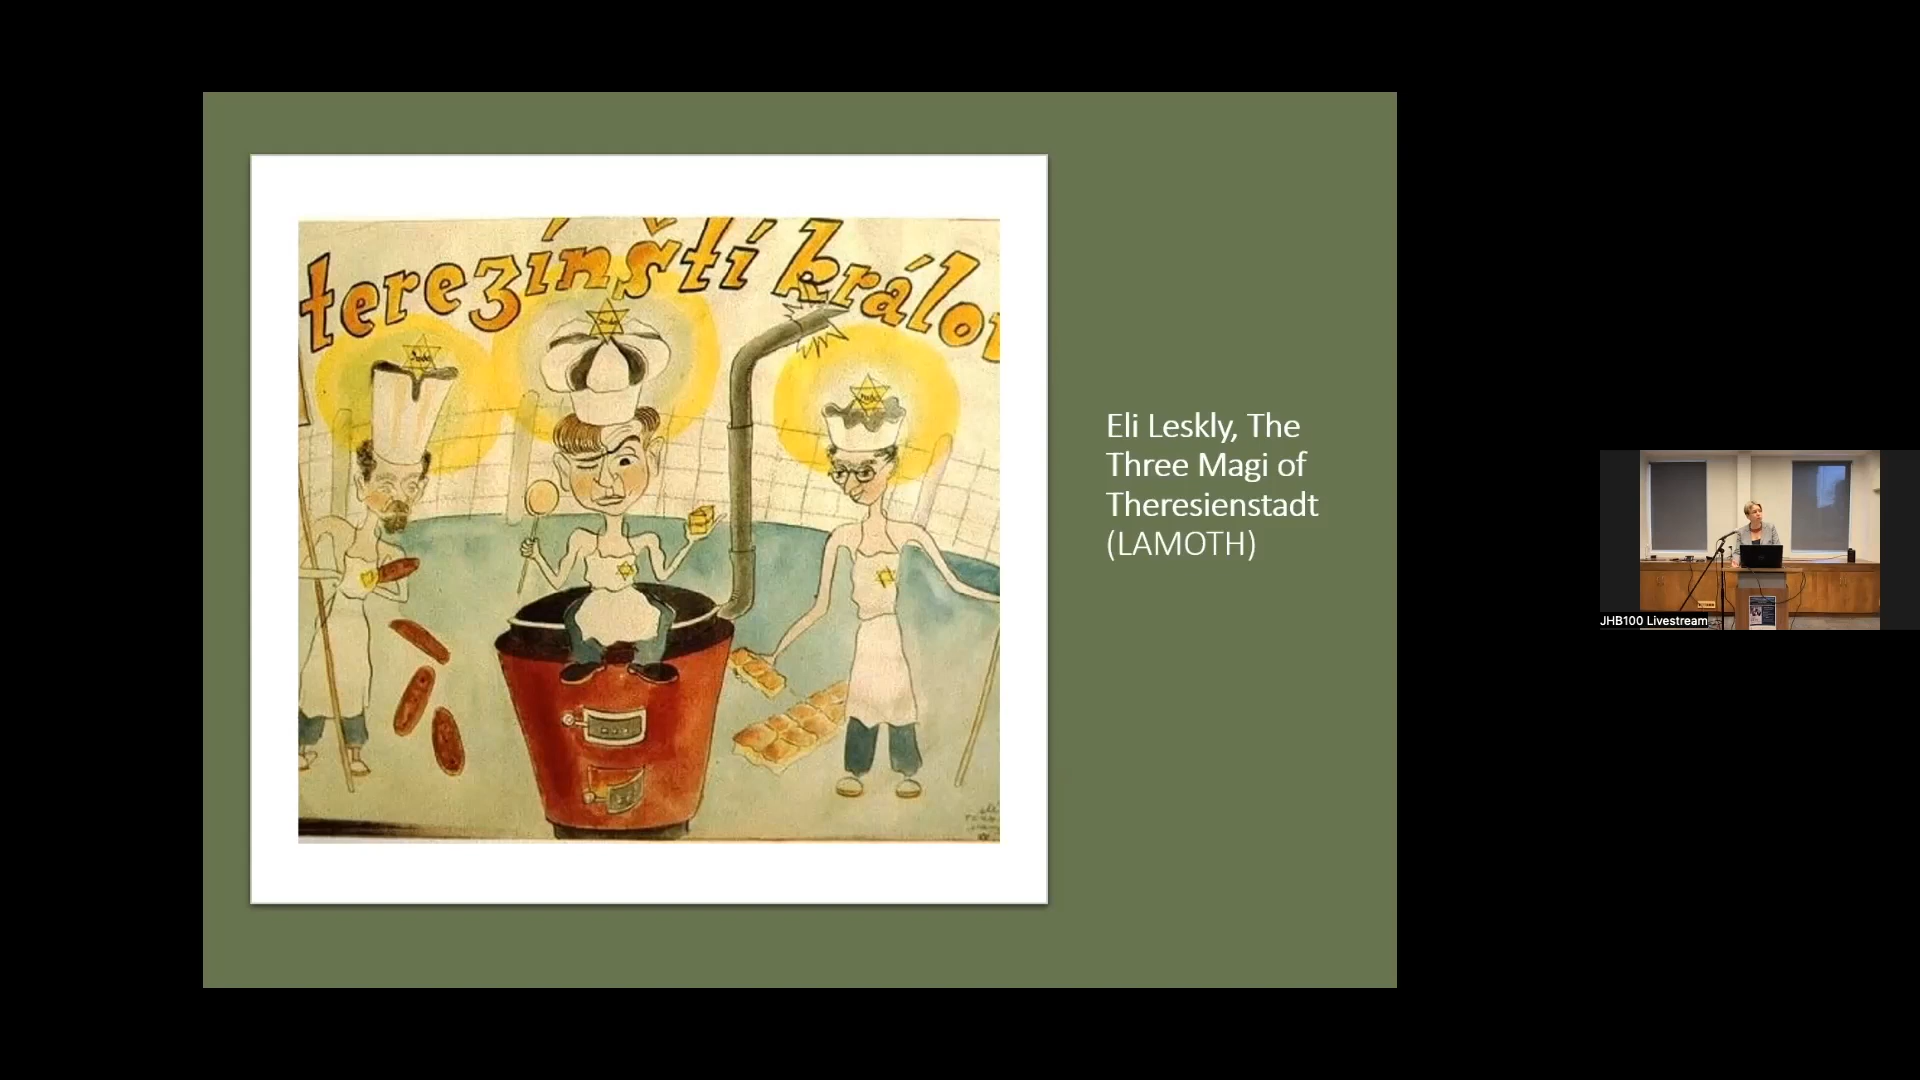 terezínští králov
Eli Leskly, The
Three Magi of
Theresienstadt
(LAMOTH)
JHB100 Livestream